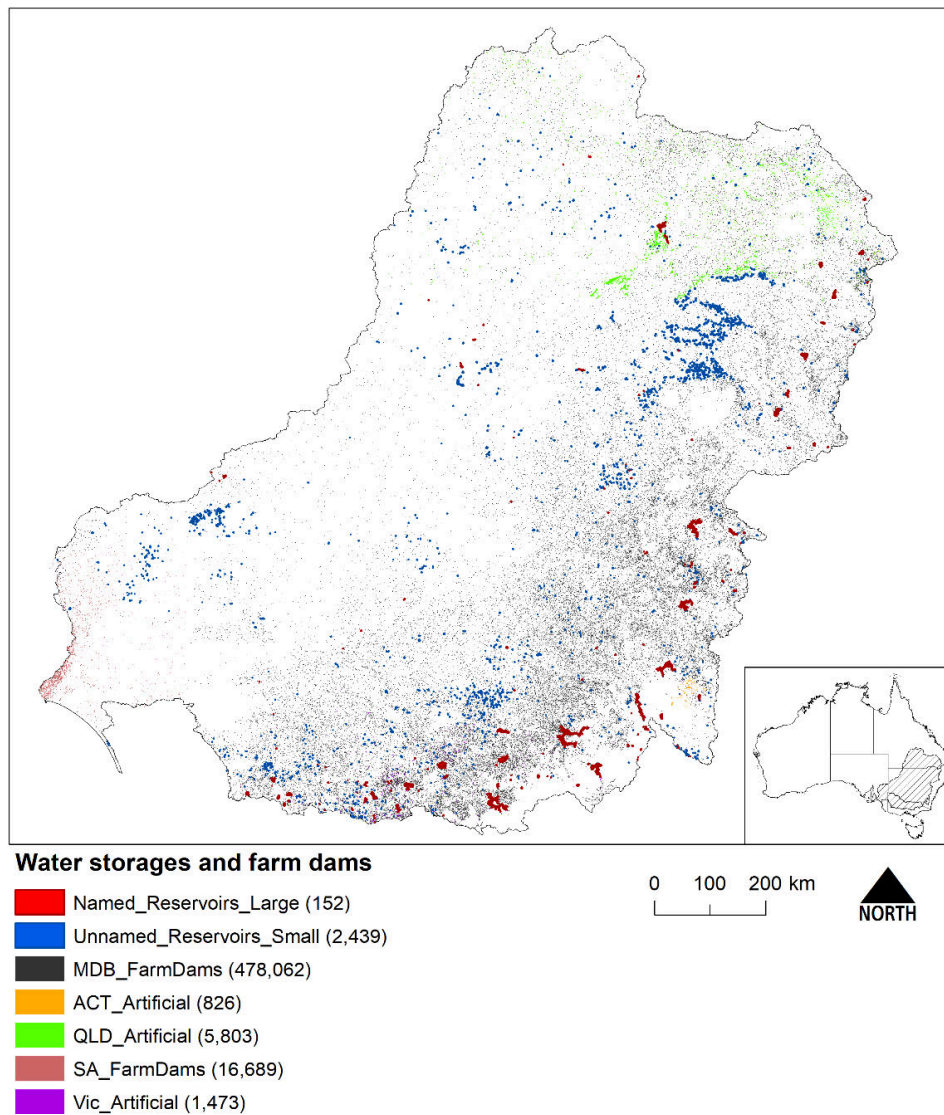 Water storages and farm dams
0 100 200 km
NORTH
Named_Reservoirs_Large (152)
Unnamed_Reservoirs_Small (2,439)
MDB_FarmDams (478,062)
ACT_Artificial (826)
QLD_Artificial (5,803)
SA_FarmDams (16,689)
Vic_Artificial (1,473)